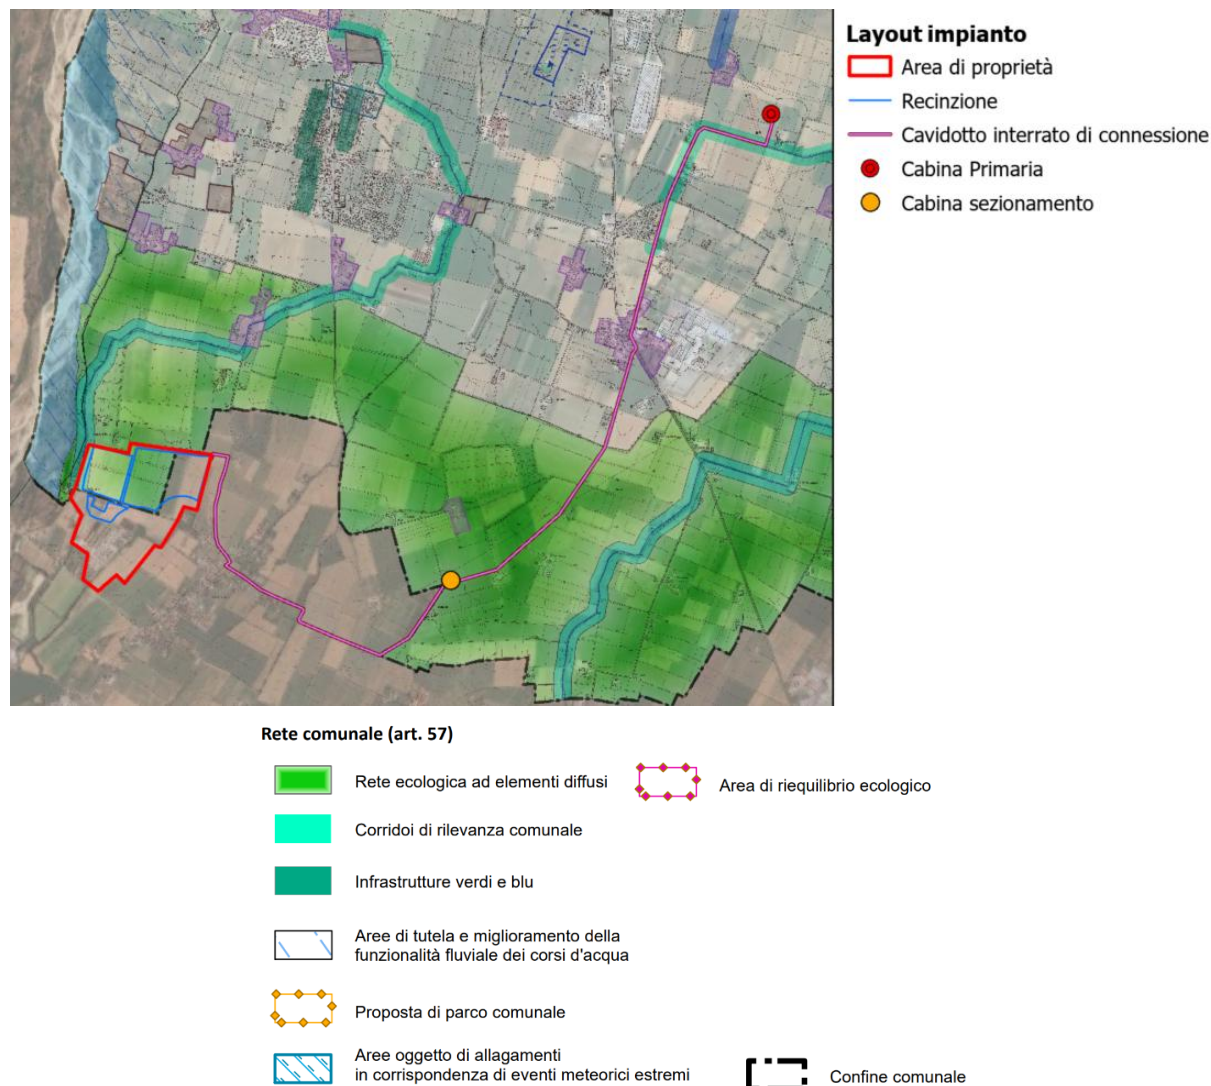 Layout impianto
Area di proprietà
Recinzione
Cavidotto interrato di connessione
Cabina Primaria
Cabina sezionamento
Rete comunale (art. 57)
Rete ecologica ad elementi diffusi
Area di riequilibrio ecologico
Corridoi di rilevanza comunale
Infrastrutture verdi e blu
Aree di tutela e miglioramento della
funzionalità fluviale dei corsi d'acqua
Proposta di parco comunale
Aree oggetto di allagamenti
in corrispondenza di eventi meteorici estremi
Confine comunale